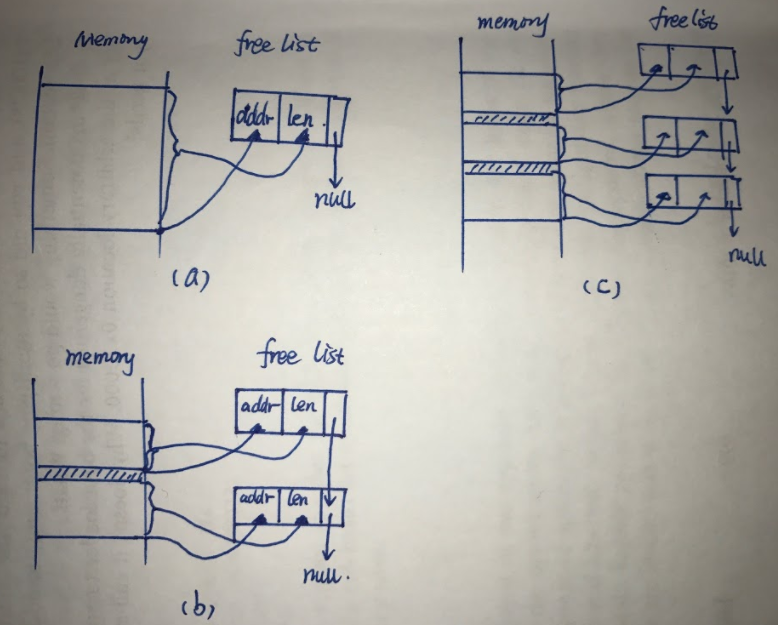 Memory free list
addr len
null
(a)
memory free list
null
(c)
memory free list
addr len
addr len
null.
(b)